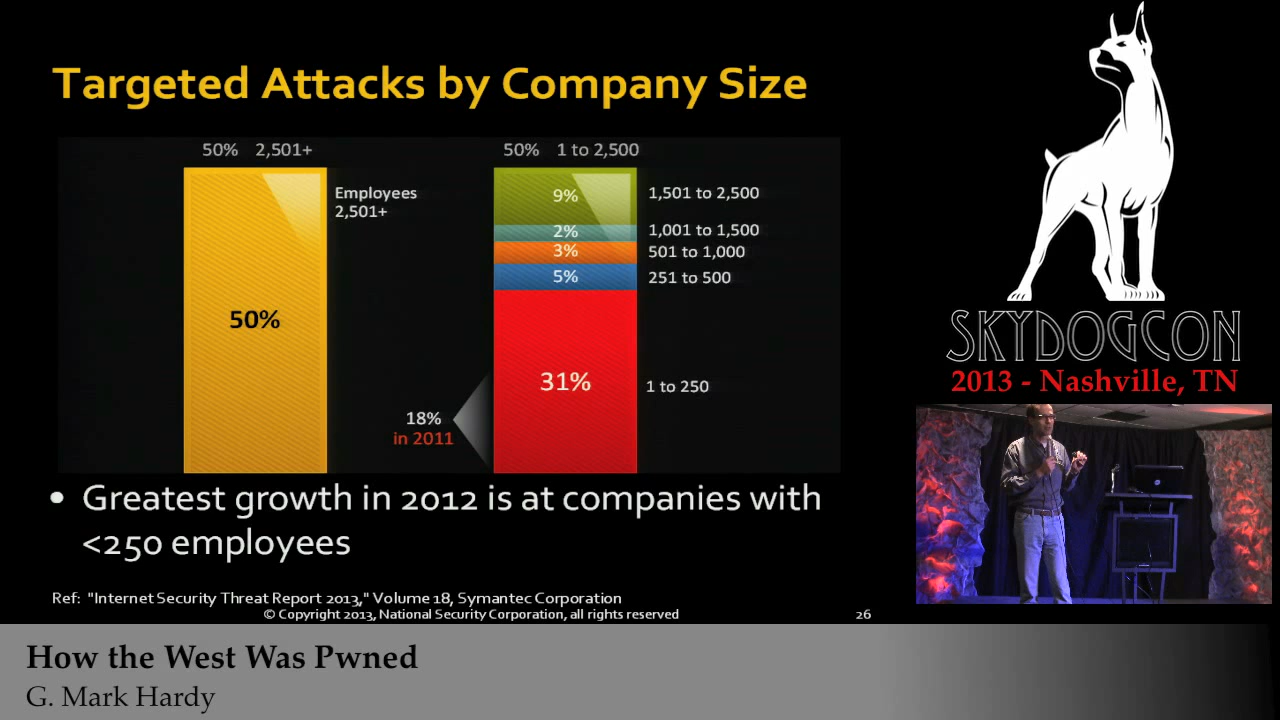 Targeted Attacks by Company Size
50% 2,501+
50% 1 to 2,500
Employees
2,501+
50%
9%
1,501 to 2,500
2%
1,001 to 1,500
3%
501 to 1,000
5%
251 to 500
31%
1 to 250
18%
in 2011
• Greatest growth in 2012 is at companies with
<250 employees
Ref: "Internet Security Threat Report 2013," Volume 18, Symantec Corporation
© Copyright 2013, National Security Corporation, all rights reserved
26
SKYDOGCON
2013 - Nashville, TN
How the West Was Pwned
G. Mark Hardy